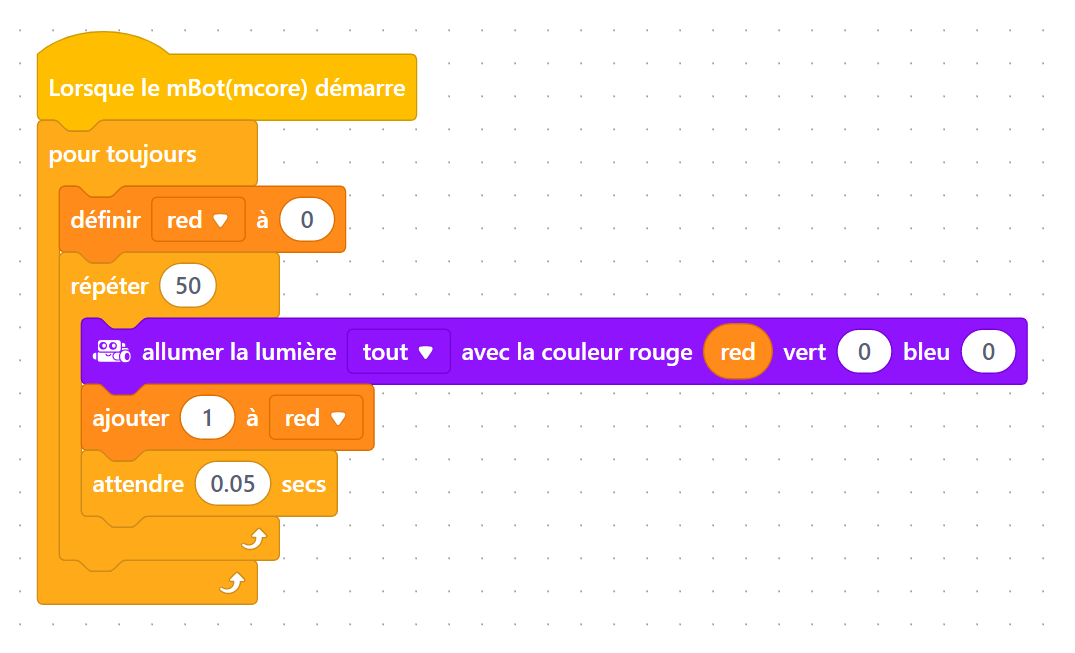 Lorsque le mBot(mcore) démarre
pour toujours
définir red à 0
répéter 50
allumer la lumière tout avec la couleur rouge red vert 0 bleu 0
ajouter 1 à red
attendre 0.05 secs